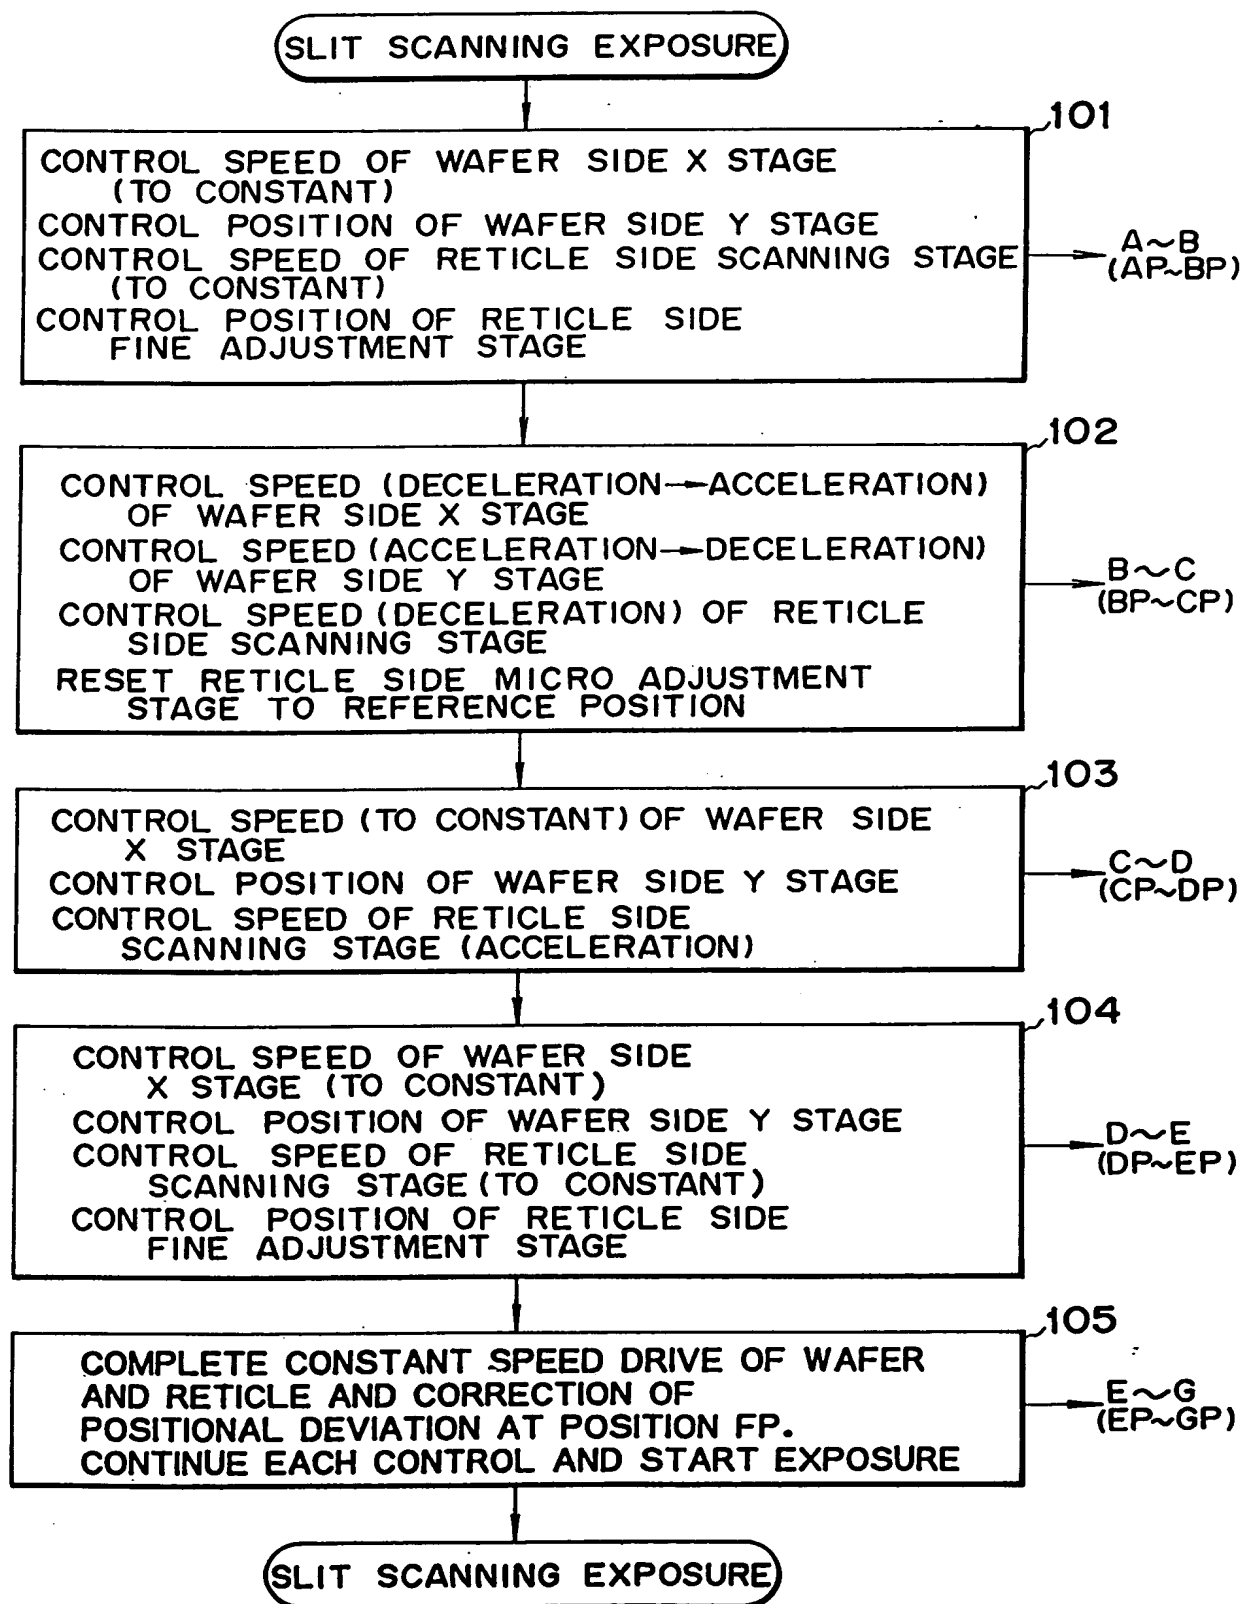 SLIT SCANNING EXPOSURE
101
CONTROL SPEED OF WAFER SIDE X STAGE
(TO CONSTANT)
CONTROL POSITION OF WAFER SIDE Y STAGE
CONTROL SPEED OF RETICLE SIDE SCANNING STAGE
(TO CONSTANT)
CONTROL POSITION OF RETICLE SIDE
FINE ADJUSTMENT STAGE
A~B
(AP~BP)
102
CONTROL SPEED (DECELERATION→ACCELERATION)
OF WAFER SIDE X STAGE
CONTROL SPEED (ACCELERATION→DECELERATION)
OF WAFER SIDE Y STAGE
CONTROL SPEED (DECELERATION) OF RETICLE
SIDE SCANNING STAGE
RESET RETICLE SIDE MICRO ADJUSTMENT
STAGE TO REFERENCE POSITION
B~C
(BP~CP)
103
CONTROL SPEED (TO CONSTANT) OF WAFER SIDE
X STAGE
CONTROL POSITION OF WAFER SIDE Y STAGE
CONTROL SPEED OF RETICLE SIDE
SCANNING STAGE (ACCELERATION)
C~D
(CP~DP)
104
CONTROL SPEED OF WAFER SIDE
X STAGE (TO CONSTANT)
CONTROL POSITION OF WAFER SIDE Y STAGE
CONTROL SPEED OF RETICLE SIDE
SCANNING STAGE (TO CONSTANT)
CONTROL POSITION OF RETICLE SIDE
FINE ADJUSTMENT STAGE
D~E
(DP~EP)
105
COMPLETE CONSTANT SPEED DRIVE OF WAFER
AND RETICLE AND CORRECTION OF
POSITIONAL DEVIATION AT POSITION FP.
CONTINUE EACH CONTROL AND START EXPOSURE
E~G
(EP~GP)
SLIT SCANNING EXPOSURE